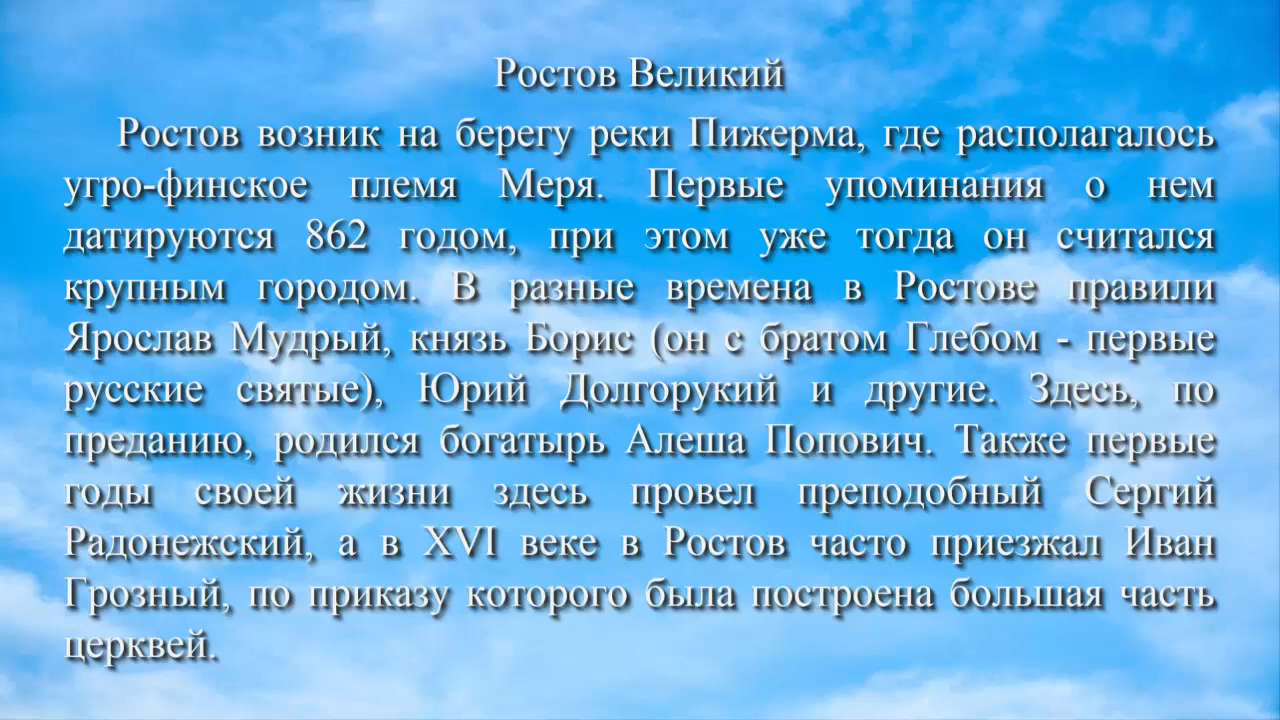 Ростов Великий
Ростов возник на берегу реки Пижерма, где располагалось
угро-финское племя Меря. Первые упоминания о нем
датируются 862 годом, при этом уже тогда он считался
крупным городом. В разные времена в Ростове правили
Ярослав Мудрый, князь Борис (он с братом Глебом - первые
русские святые), Юрий Долгорукий и другие. Здесь, по
преданию, родился богатырь Алеша Попович. Также первые
годы своей жизни здесь провел преподобный Сергий
Радонежский, а в XVI веке в Ростов часто приезжал Иван
Грозный, по приказу которого была построена большая часть
церквей.